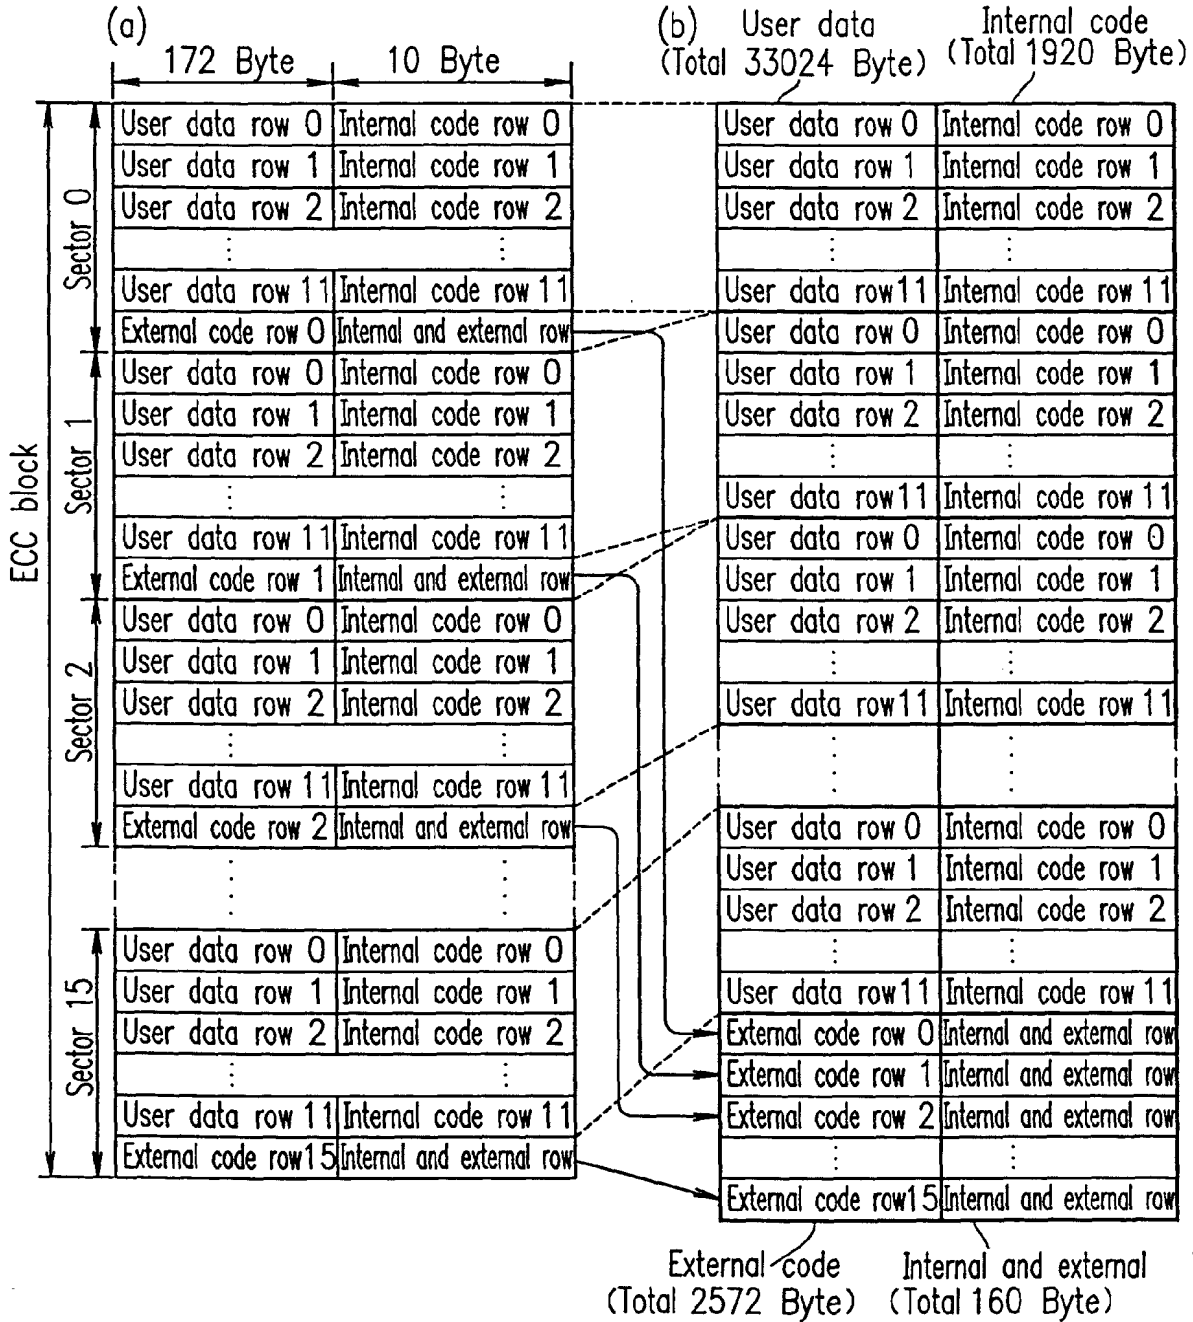 (a)
172 Byte
10 Byte
ECC block
Sector 0
User data row 0 Internal code row 0
User data row 1 Internal code row 1
User data row 2 Internal code row 2
User data row 11 Internal code row 11
External code row 0 Internal and external row
Sector 1
User data row 0 Internal code row 0
User data row 1 Internal code row 1
User data row 2 Internal code row 2
User data row 11 Internal code row 11
External code row 1 Internal and external row
Sector 2
User data row 0 Internal code row 0
User data row 1 Internal code row 1
User data row 2 Internal code row 2
User data row 11 Internal code row 11
External code row 2 Internal and external row
Sector 15
User data row 0 Internal code row 0
User data row 1 Internal code row 1
User data row 2 Internal code row 2
User data row 11 Internal code row 11
External code row15 Internal and external row
(b)
User data
(Total 33024 Byte)
Internal code
(Total 1920 Byte)
User data row 0 Internal code row 0
User data row 1 Internal code row 1
User data row 2 Internal code row 2
User data row11 Internal code row 11
User data row 0 Internal code row 0
User data row 1 Internal code row 1
User data row 2 Internal code row 2
User data row11 Internal code row 11
User data row 0 Internal code row 0
User data row 1 Internal code row 1
User data row 2 Internal code row 2
User data row11 Internal code row 11
User data row 0 Internal code row 0
User data row 1 Internal code row 1
User data row 2 Internal code row 2
User data row11 Internal code row 11
External code row 0 Internal and external row
External code row 1 Internal and external row
External code row 2 Internal and external row
External code row15 Internal and external row
External code
(Total 2572 Byte)
Internal and external
(Total 160 Byte)